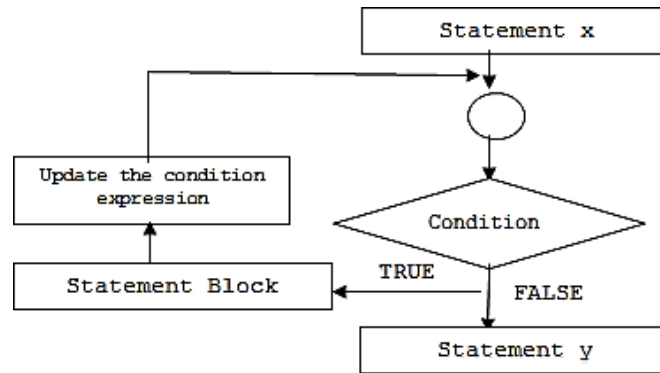 Statement x
Update the condition
expression
Condition
TRUE
Statement Block
FALSE
Statement y